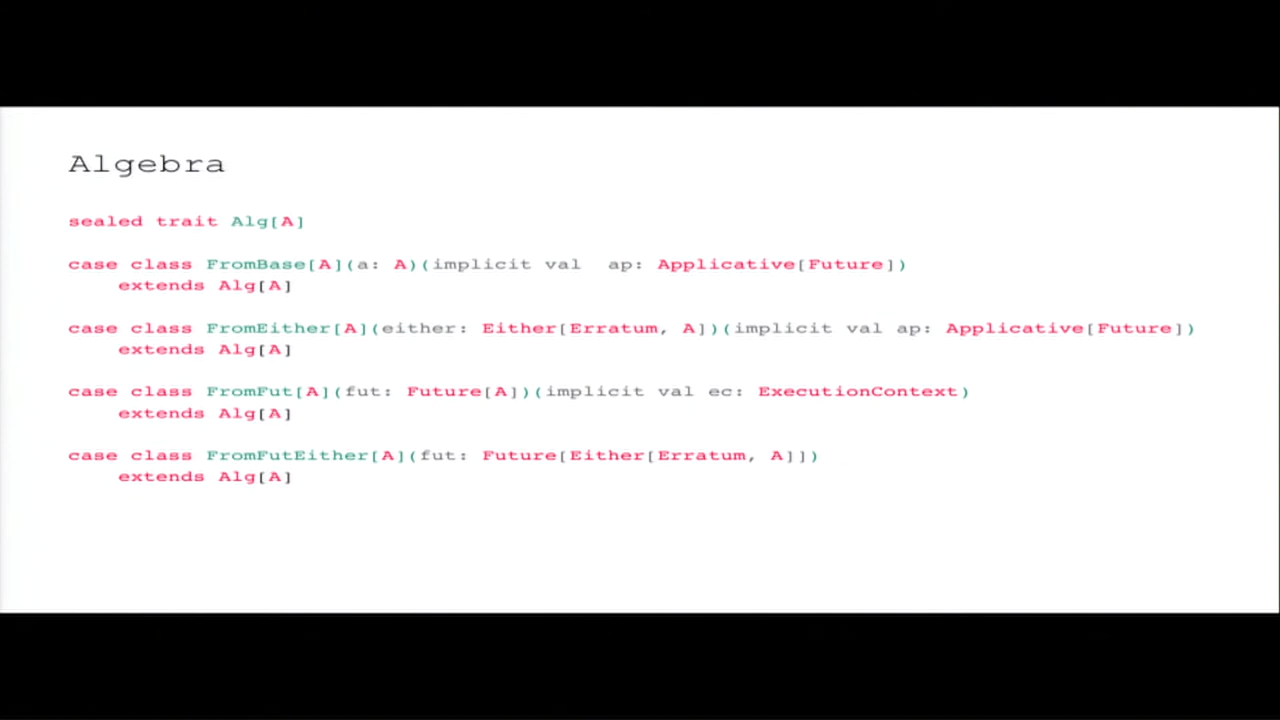 Algebra
sealed trait Alg[A]
case class FromBase[A](a: A)(implicit val  ap: Applicative[Future])
extends Alg[A]
case class FromEither[A](either: Either[Erratum, A])(implicit val ap: Applicative[Future])
extends Alg[A]
case class FromFut[A](fut: Future[A])(implicit val ec: ExecutionContext)
extends Alg[A]
case class FromFutEither[A](fut: Future[Either[Erratum, A]])
extends Alg[A]